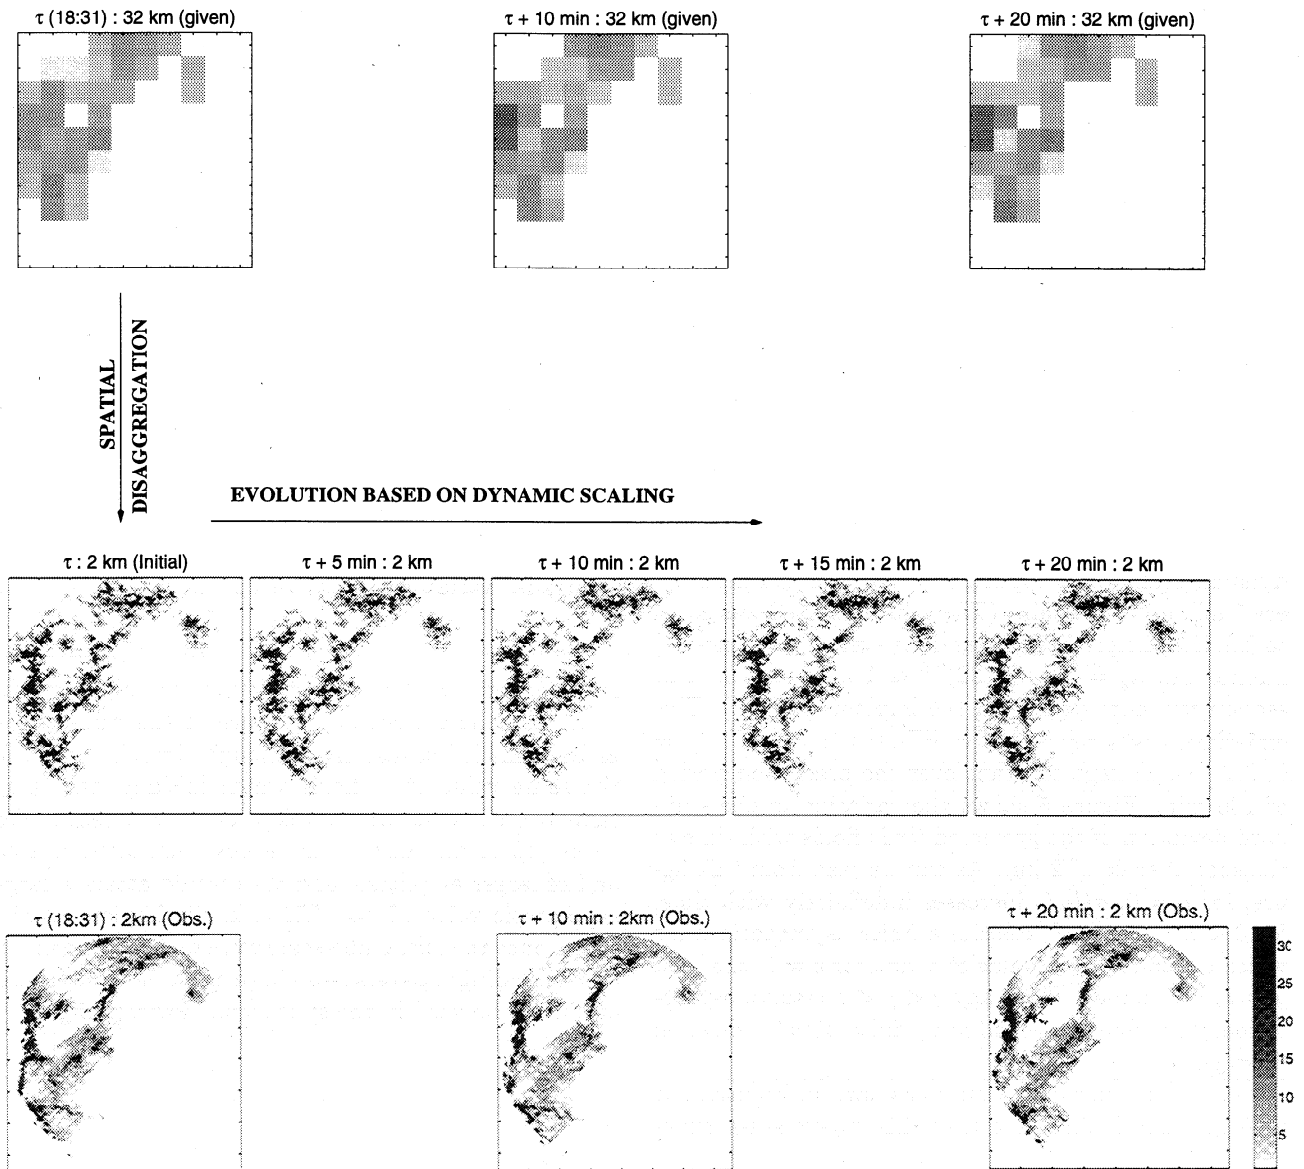 τ (18:31) : 32 km (given)
τ + 10 min : 32 km (given)
τ + 20 min : 32 km (given)
SPATIAL
DISAGGREGATION
EVOLUTION BASED ON DYNAMIC SCALING
τ : 2 km (Initial)
τ + 5 min : 2 km
τ + 10 min : 2 km
τ + 15 min : 2 km
τ + 20 min : 2 km
τ (18:31) : 2km (Obs.)
τ + 10 min : 2km (Obs.)
τ + 20 min : 2 km (Obs.)
30
25
20
15
10
5